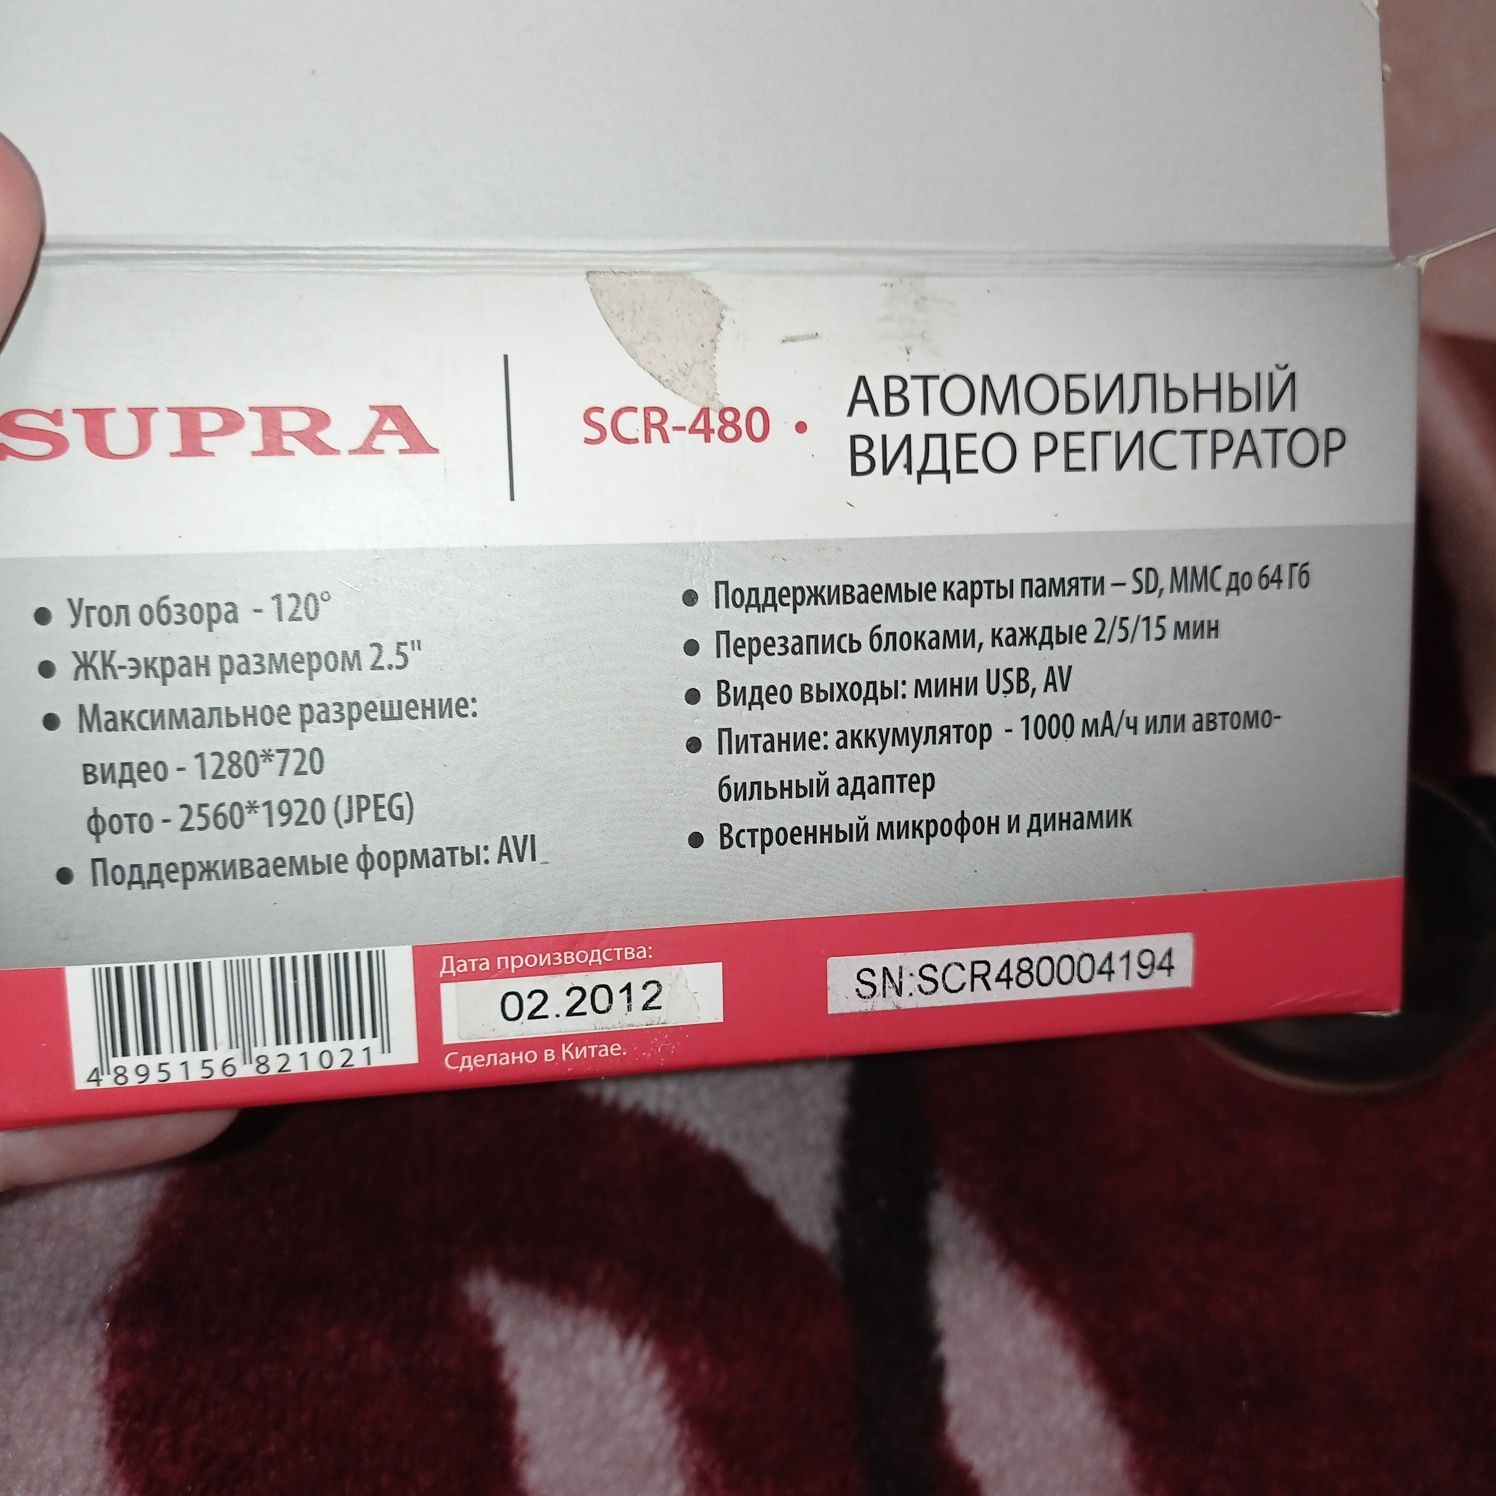 SUPRA
SCR-480 •
АВТОМОБИЛЬНЫЙ
ВИДЕО РЕГИСТРАТОР
• Угол обзора - 120°
• ЖК-экран размером 2.5"
• Максимальное разрешение:
видео - 1280*720
фото - 2560*1920 (JPEG)
• Поддерживаемые форматы: AVI
• Поддерживаемые карты памяти – SD, MMC до 64 Гб
• Перезапись блоками, каждые 2/5/15 мин
• Видео выходы: мини USB, AV
• Питание: аккумулятор - 1000 мА/ч или автомо-
бильный адаптер
• Встроенный микрофон и динамик
4 895156 821021
Дата производства:
02.2012
Сделано в Китае.
SN:SCR480004194